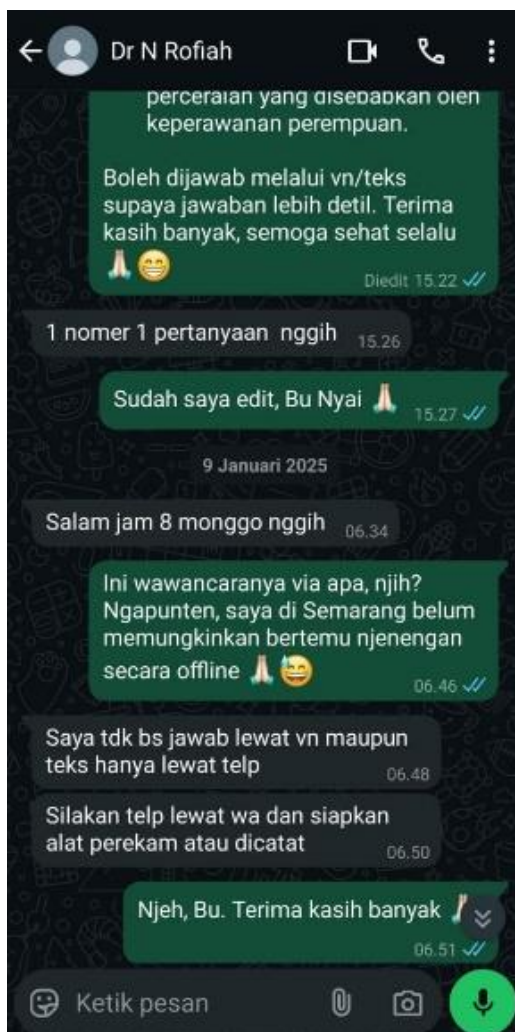 Dr N Rofiah
perceraian yang disebabkan oleh
keperawanan perempuan.
Boleh dijawab melalui vn/teks
supaya jawaban lebih detil. Terima
kasih banyak, semoga sehat selalu
🙏🏻😁
Diedit 15.22
1 nomer 1 pertanyaan nggih 15.26
Sudah saya edit, Bu Nyai 🙏🏻 15.27
9 Januari 2025
Salam jam 8 monggo nggih 06.34
Ini wawancaranya via apa, njih?
Ngapunten, saya di Semarang belum
memungkinkan bertemu njenengan
secara offline 🙏🏻😅
06.46
Saya tdk bs jawab lewat vn maupun
teks hanya lewat telp 06.48
Silakan telp lewat wa dan siapkan
alat perekam atau dicatat 06.50
Njeh, Bu. Terima kasih banyak 🙏🏻
06.51
Ketik pesan